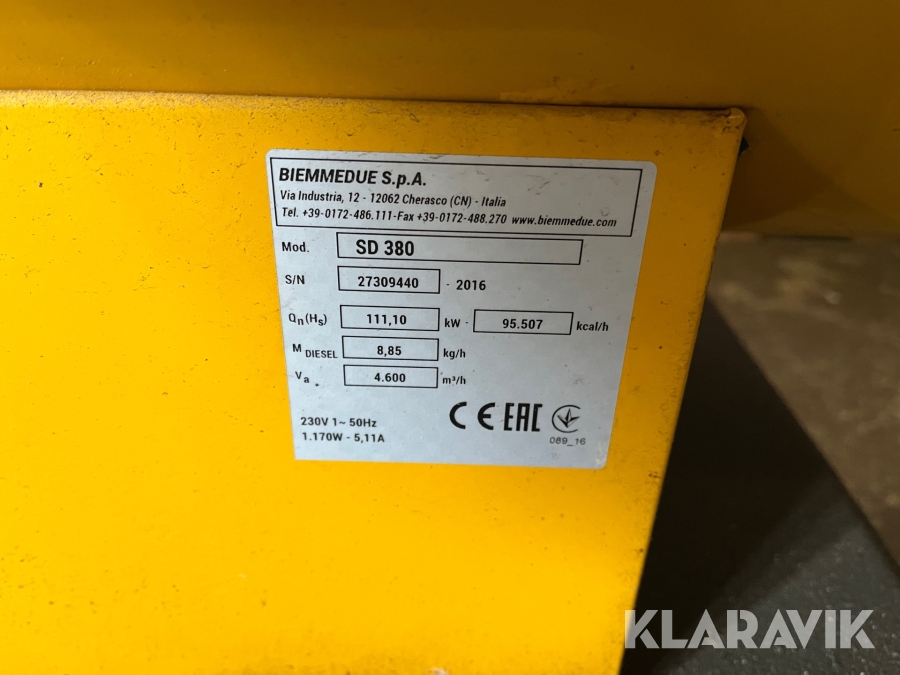 BIEMMEDUE S.p.A.
Via Industria, 12 - 12062 Cherasco (CN) - Italia
Tel. +39-0172-486.111-Fax +39-0172-488.270 www.biemmedue.com
Mod. SD 380
S/N 27309440 - 2016
Qn(Hs) 111,10 kW - 95.507 kcal/h
M DIESEL 8,85 kg/h
Va 4.600 m³/h
230V 1~ 50Hz
1.170W - 5,11A
CE EAC
089_16
KLARAVIK